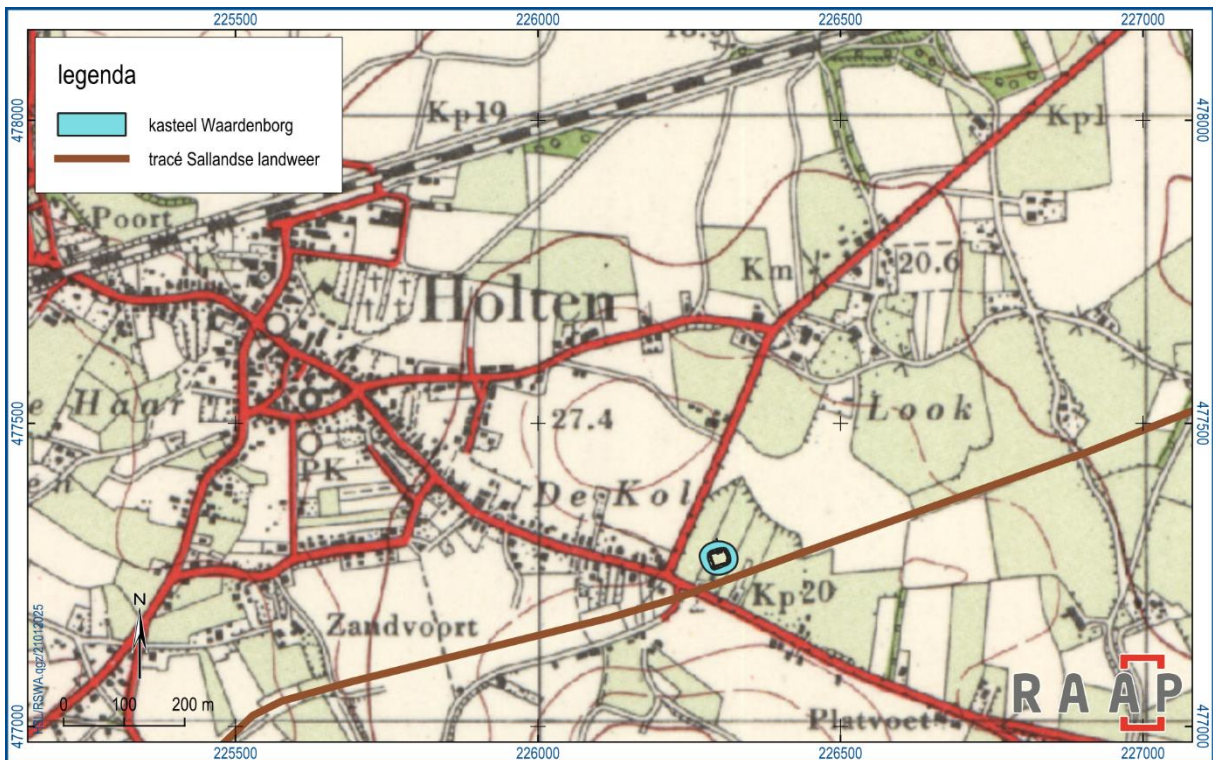 225500
226000
226500
227000
478000
478000
477500
477500
477000
477000
legenda
kasteel Waardenborg
tracé Sallandse landweer
Kp19
Kp1
Poort
Holten
Km
20.6
e Haar
27.4
Look
en
PK
De Kol
Kp20
Zandvoort
Platvoet
N
0 100 200 m
RAAP
225500
226000
226500
227000